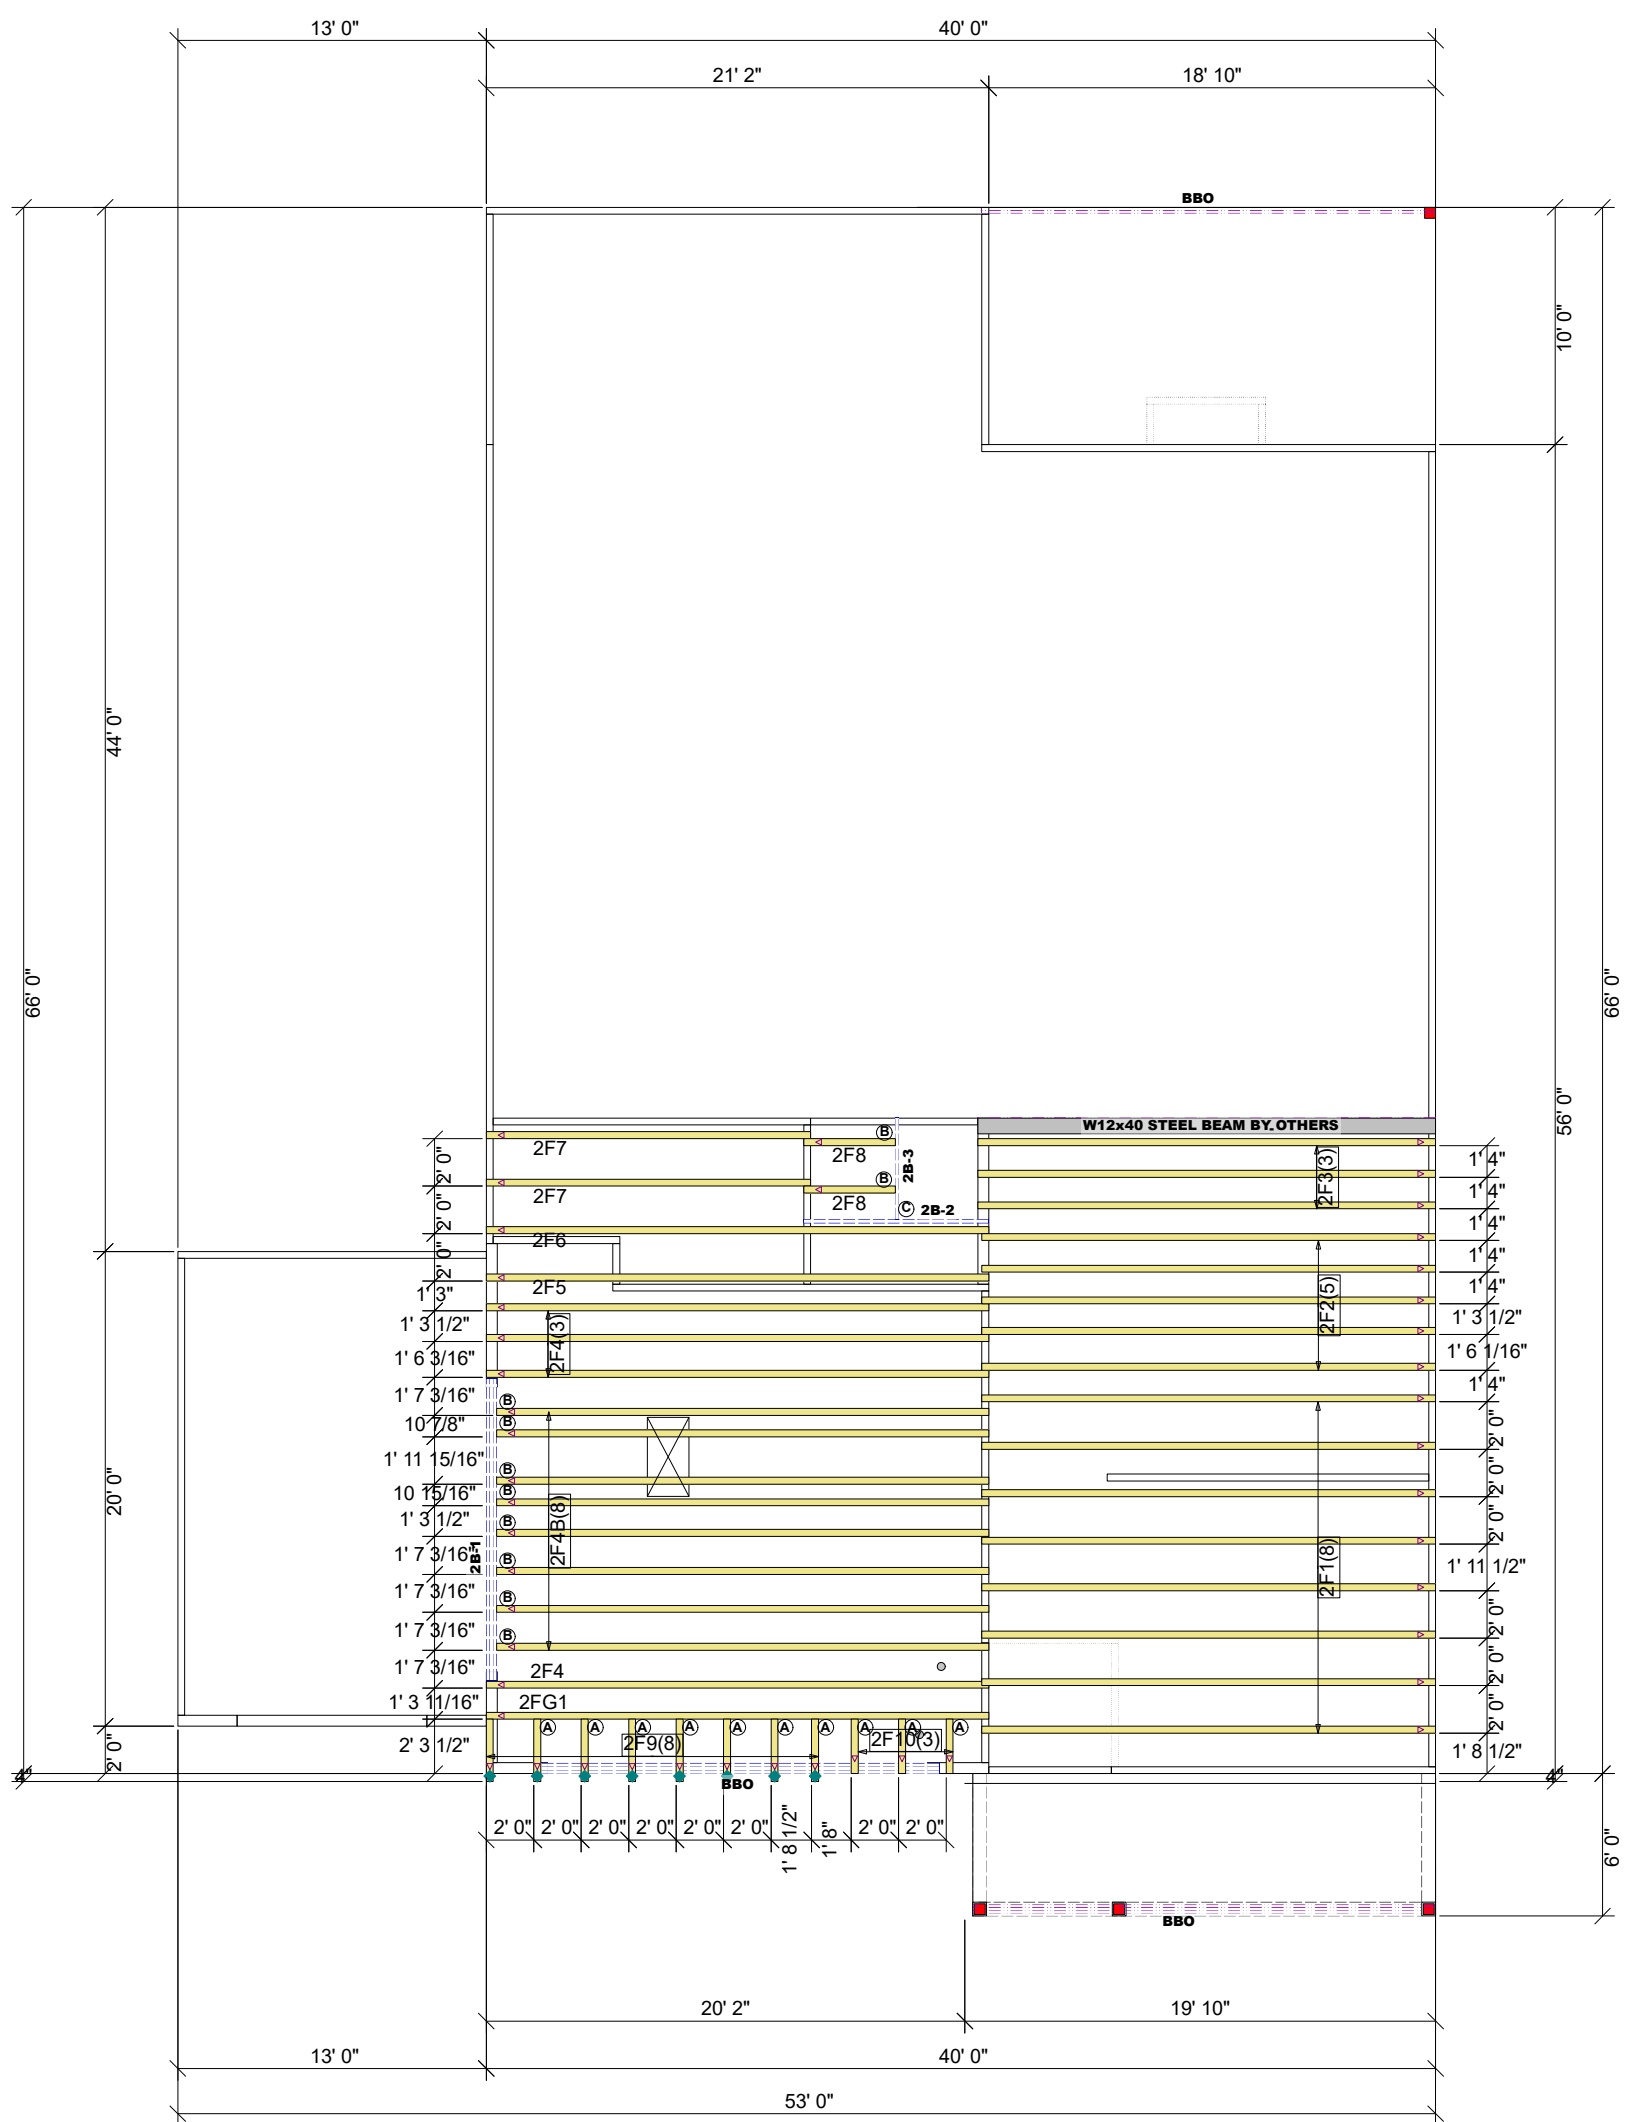 13' 0"
40' 0"
21' 2"
18' 10"
BBO
10' 0"
44' 0"
66' 0"
66' 0"
56' 0"
W12x40 STEEL BEAM BY OTHERS
2F7
2F7
2F6
2F5
2F8
2F8
B
B
C
2B-3
2B-2
2F3(3)
2F2(5)
2F1(8)
2F4(3)
2F4B(8)
2B-1
B
B
B
B
B
B
B
B
2F4
2FG1
2' 0"
2' 0"
2' 0"
1' 3"
1' 3 1/2"
1' 6 3/16"
1' 7 3/16"
10 7/8"
1' 11 15/16"
10 15/16"
1' 3 1/2"
1' 7 3/16"
1' 7 3/16"
1' 7 3/16"
1' 7 3/16"
1' 3 11/16"
2' 3 1/2"
1' 4"
1' 4"
1' 4"
1' 4"
1' 4"
1' 3 1/2"
1' 6 1/16"
1' 4"
2' 0"
2' 0"
2' 0"
1' 11 1/2"
2' 0"
2' 0"
2' 0"
1' 8 1/2"
20' 0"
2' 0"
4"
4"
A
A
A
A
A
A
A
A
A
A
2F9(8)
2F10(3)
BBO
2' 0"
2' 0"
2' 0"
2' 0"
2' 0"
2' 0"
1' 8 1/2"
1' 8"
2' 0"
2' 0"
6' 0"
BBO
20' 2"
19' 10"
13' 0"
40' 0"
53' 0"